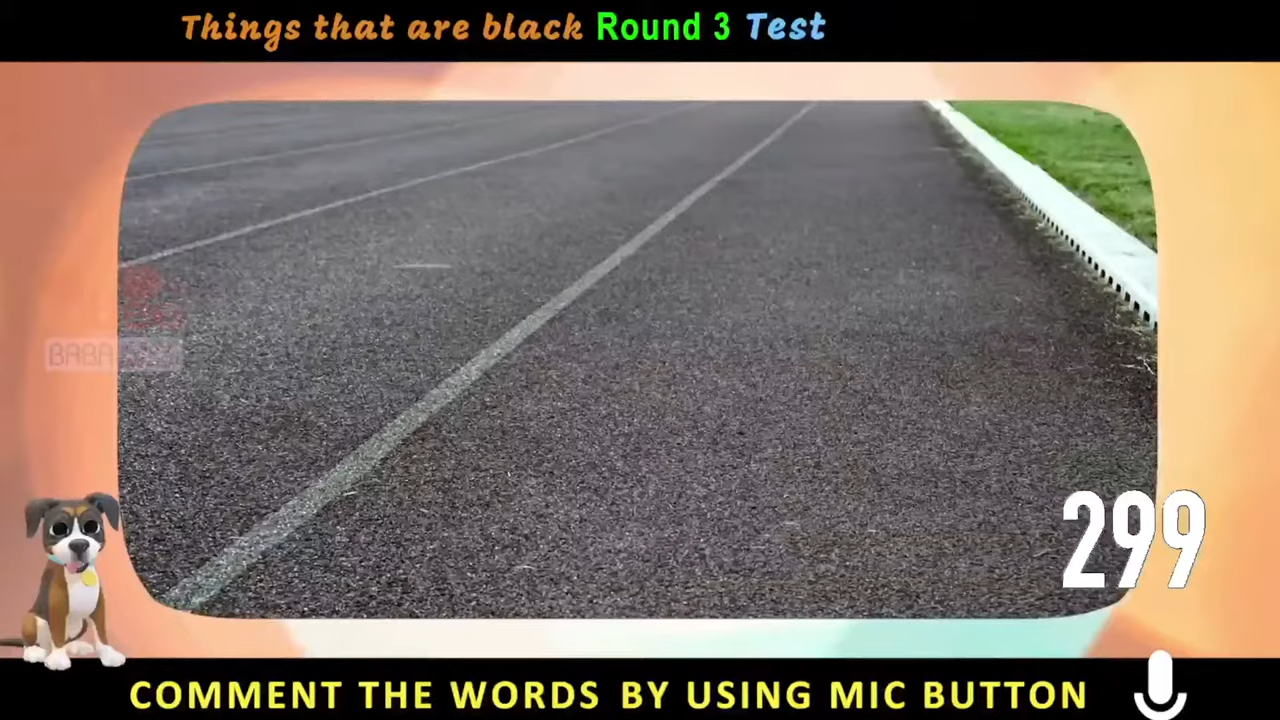 Things that are black Round 3 Test
299
COMMENT THE WORDS BY USING MIC BUTTON